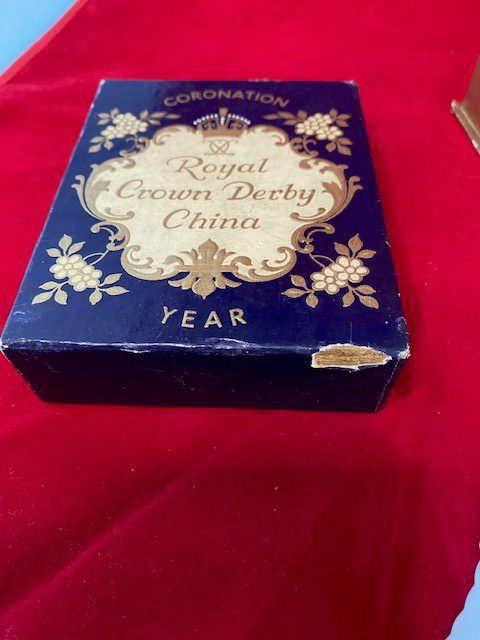 CORONATION
Royal
Crown Derby
China
YEAR